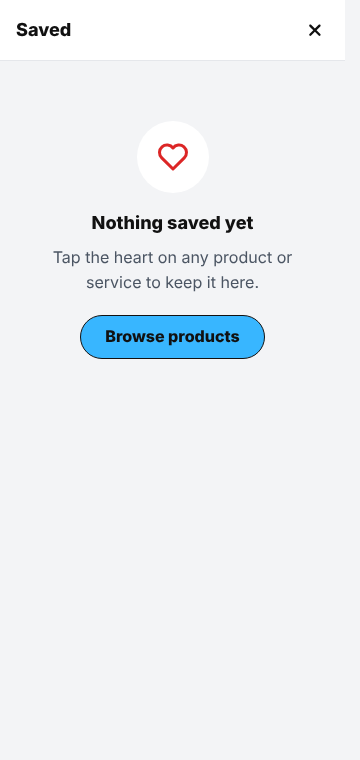 Saved
Nothing saved yet
Tap the heart on any product or
service to keep it here.
Browse products